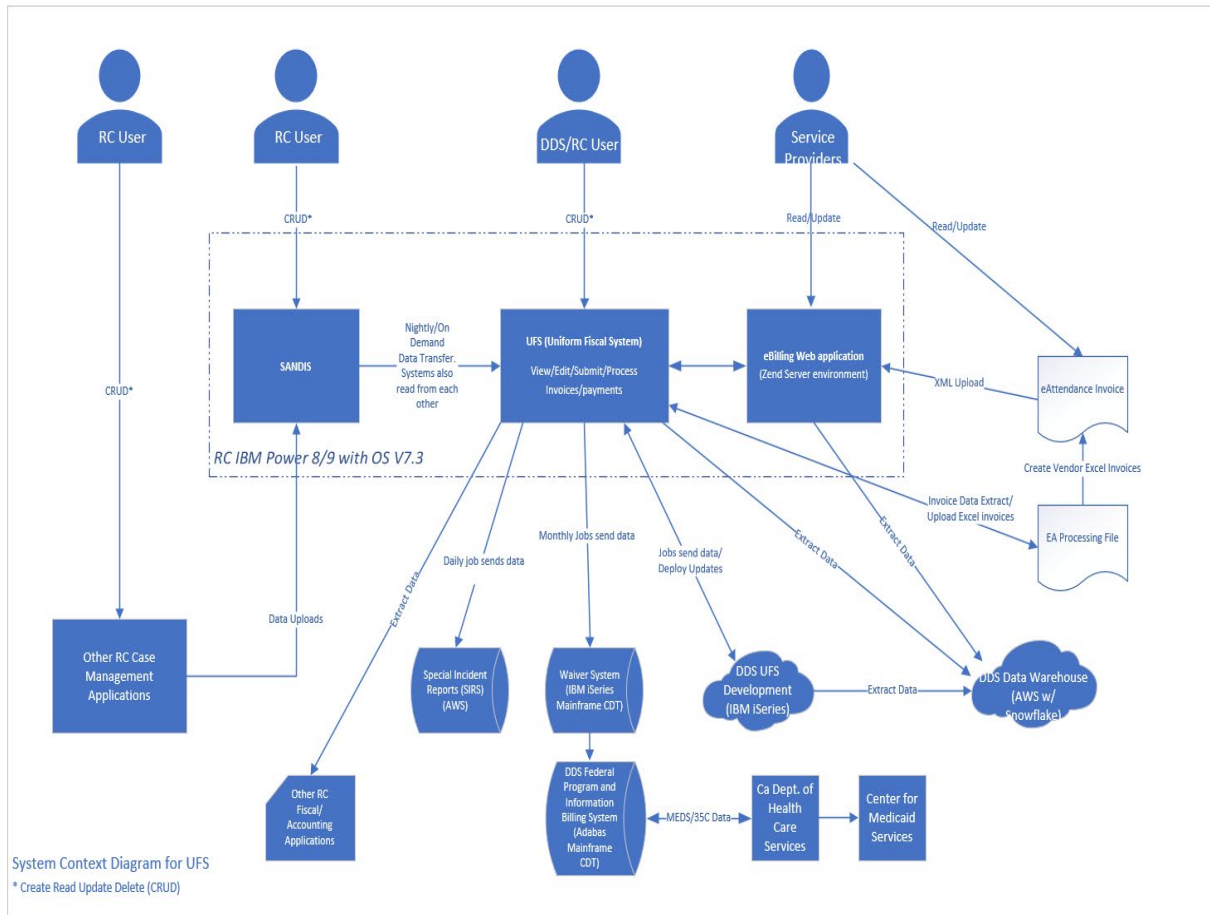 RC User
RC User
DDS/RC User
Service
Providers
CRUD*
CRUD*
Read/Update
Read/Update
CRUD*
SANDIS
Nightly/On
Demand
Data Transfer.
Systems also
read from each
other
UFS (Uniform Fiscal System)
View/Edit/Submit/Process
Invoices/payments
eBilling Web application
(Zend Server environment)
XML Upload
eAttendance Invoice
RC IBM Power 8/9 with OS V7.3
Create Vendor Excel Invoices
Invoice Data Extract/
Upload Excel invoices
EA Processing File
Extract Data
Daily job sends data
Monthly Jobs send data
Jobs send data/
Deploy Updates
Extract Data
Extract Data
Data Uploads
Other RC Case
Management
Applications
Special Incident
Reports (SIRS)
(AWS)
Waiver System
(IBM iSeries
Mainframe CDT)
DDS UFS
Development
(IBM iSeries)
Extract Data
DDS Data Warehouse
(AWS w/
Snowflake)
Other RC
Fiscal/
Accounting
Applications
DDS Federal
Program and
Information
Billing System
(Adabas
Mainframe
CDT)
MEDS/35C Data
Ca Dept. of
Health
Care
Services
Center for
Medicaid
Services
System Context Diagram for UFS
* Create Read Update Delete (CRUD)